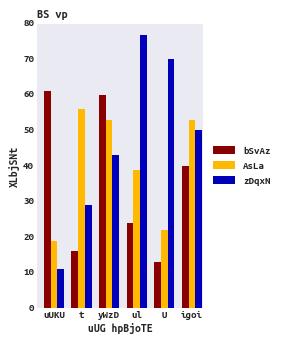 BS vp
XLbjSNt
80
70
60
50
40
30
20
10
0
uUKU t yWzD ul U igoi
uUG hpBjoTE
bSvAz
AsLa
zDqxN